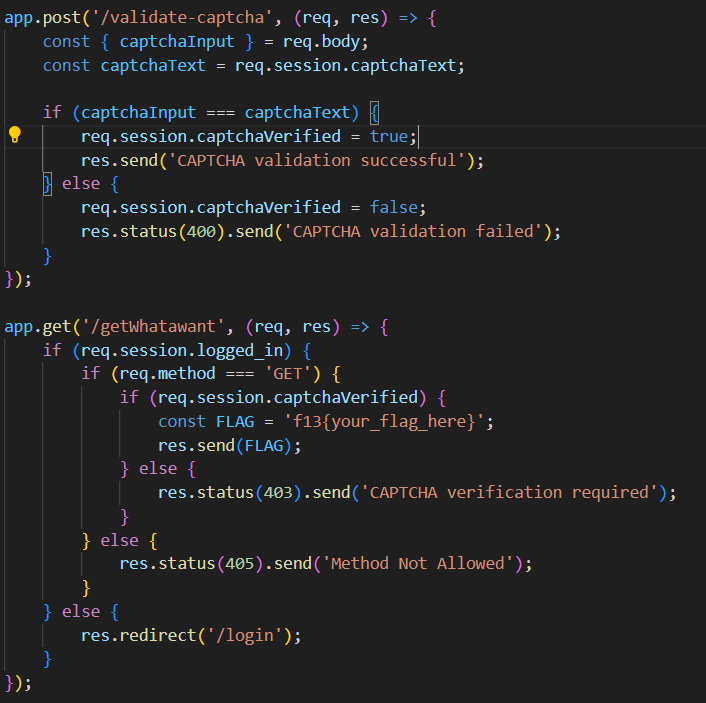 app.post('/validate-captcha', (req, res) => {
    const { captchaInput } = req.body;
    const captchaText = req.session.captchaText;

    if (captchaInput === captchaText) {
        req.session.captchaVerified = true;
        res.send('CAPTCHA validation successful');
    } else {
        req.session.captchaVerified = false;
        res.status(400).send('CAPTCHA validation failed');
    }
});

app.get('/getWhatawant', (req, res) => {
    if (req.session.logged_in) {
        if (req.method === 'GET') {
            if (req.session.captchaVerified) {
                const FLAG = 'f13{your_flag_here}';
                res.send(FLAG);
            } else {
                res.status(403).send('CAPTCHA verification required');
            }
        } else {
            res.status(405).send('Method Not Allowed');
        }
    } else {
        res.redirect('/login');
    }
});